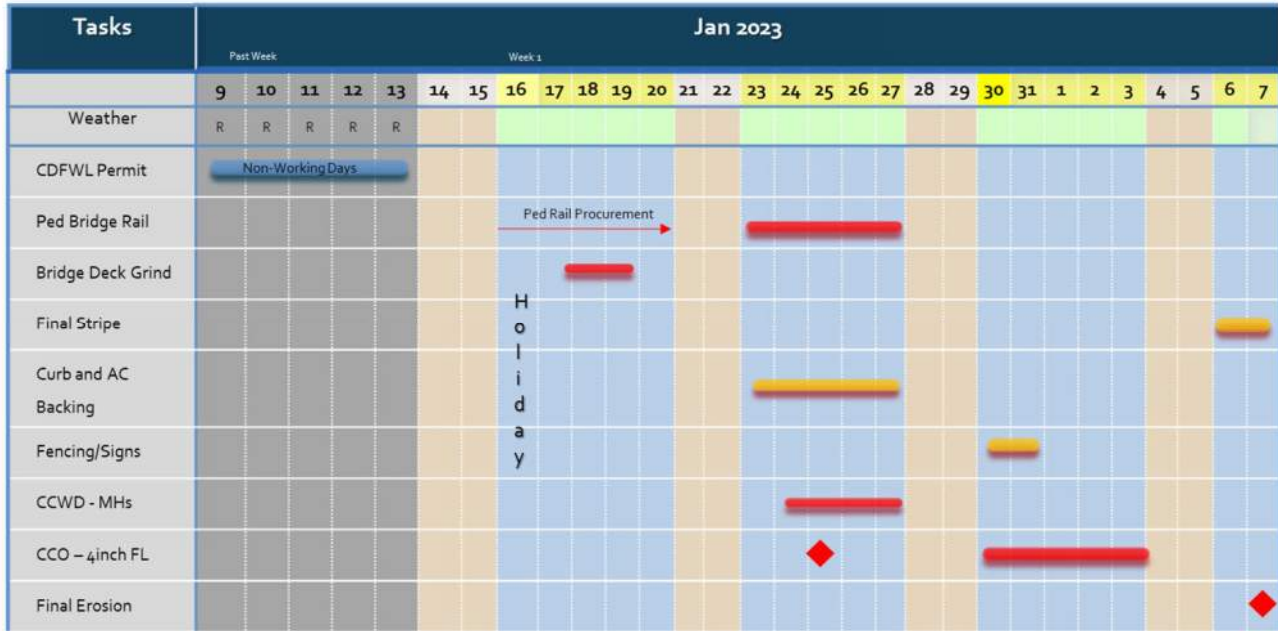 Tasks
Jan 2023
Past Week
Week 1
9 10 11 12 13 14 15 16 17 18 19 20 21 22 23 24 25 26 27 28 29 30 31 1 2 3 4 5 6 7
Weather
R R R R R
CDFWL Permit
Non-Working Days
Ped Bridge Rail
Ped Rail Procurement
Bridge Deck Grind
Holiday
Final Stripe
Curb and AC
Backing
Fencing/Signs
CCWD - MHs
CCO – 4inch FL
Final Erosion